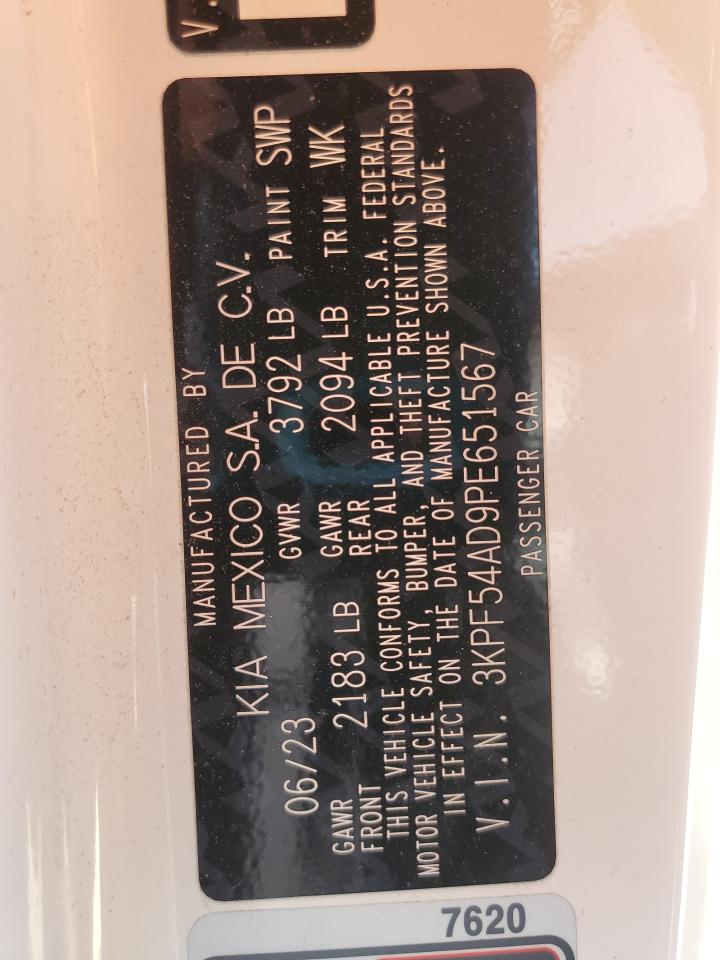 V.
MANUFACTURED BY
KIA MEXICO S.A. DE C.V.
06/23 GVWR 3792 LB PAINT SWP
GAWR FRONT 2183 LB GAWR REAR 2094 LB TRIM WK
THIS VEHICLE CONFORMS TO ALL APPLICABLE U.S.A. FEDERAL
MOTOR VEHICLE SAFETY, BUMPER, AND THEFT PREVENTION STANDARDS
IN EFFECT ON THE DATE OF MANUFACTURE SHOWN ABOVE.
V.I.N. 3KPF54AD9PE651567
PASSENGER CAR
7620